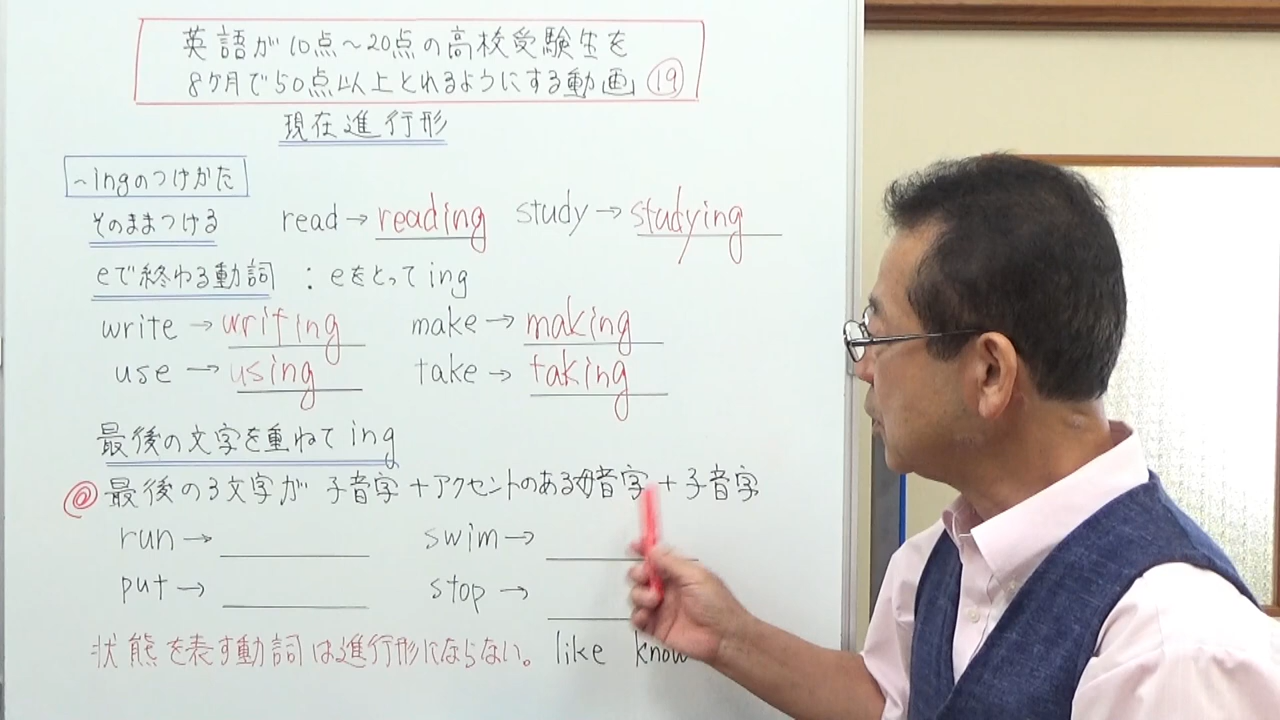 英語が10点～20点の高校受験生を
8ヶ月で50点以上とれるようにする動画 ⑲
現在進行形
～ingのつけかた
そのままつける read → reading study → studying
eで終わる動詞 : eをとって ing
write → writing make → making
use → using take → taking
最後の文字を重ねて ing
@ 最後の3文字が 子音字 + アクセントのある母音字 + 子音字
run → swim →
put → stop →
状態を表す動詞は進行形にならない。 like know